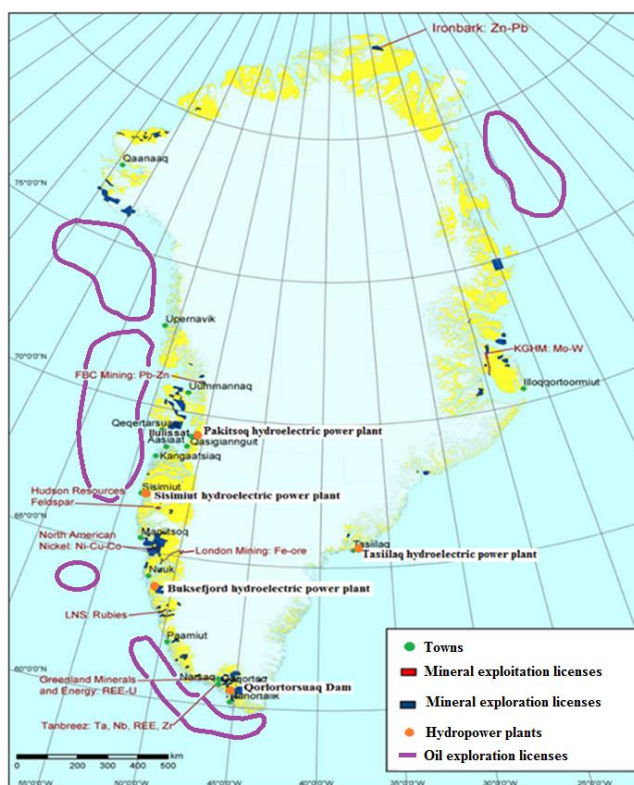 Ironbark: Zn-Pb
Qaanaaq
75°0'0"N
Upernavik
KGHM: Mo-W
70°0'0"N
FBC Mining: Pb-Zn
Uummannaq
Illoqqortoormiut
Qeqertarsuaq
Ilulissat
Pakitsoq hydroelectric power plant
Aasiaat
Qasigiannguit
Kangaatsiaq
Sisimiut
Hudson Resources:
Feldspar
Sisimiut hydroelectric power plant
65°0'0"N
Maniitsoq
North American
Nickel: Ni-Cu-Co
London Mining: Fe-ore
Tasiilaq
Tasiilaq hydroelectric power plant
Nuuk
Buksefjord hydroelectric power plant
LNS: Rubies
Paamiut
60°0'0"N
Narsaq
Qaqortoq
Greenland Minerals
and Energy: REE-U
Qorlortorsuaq Dam
Nanortalik
Tanbreez: Ta, Nb, REE, Zr
Towns
Mineral exploitation licenses
Mineral exploration licenses
Hydropower plants
Oil exploration licenses
0 100 200 300 400 500
km
55°0'0"W
50°0'0"W
45°0'0"W
40°0'0"W
35°0'0"W